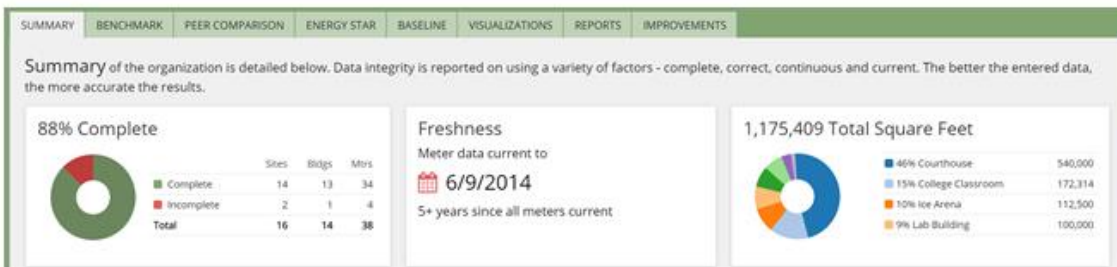 SUMMARY BENCHMARK PEER COMPARISON ENERGY STAR BASELINE VISUALIZATIONS REPORTS IMPROVEMENTS
Summary of the organization is detailed below. Data integrity is reported on using a variety of factors - complete, correct, continuous and current. The better the entered data,
the more accurate the results.
88% Complete
Sites Bldgs Mtrs
Complete 14 13 34
Incomplete 2 1 4
Total 16 14 38
Freshness
Meter data current to
6/9/2014
5+ years since all meters current
1,175,409 Total Square Feet
46% Courthouse 540,000
15% College Classroom 172,314
10% Ice Arena 112,500
9% Lab Building 100,000